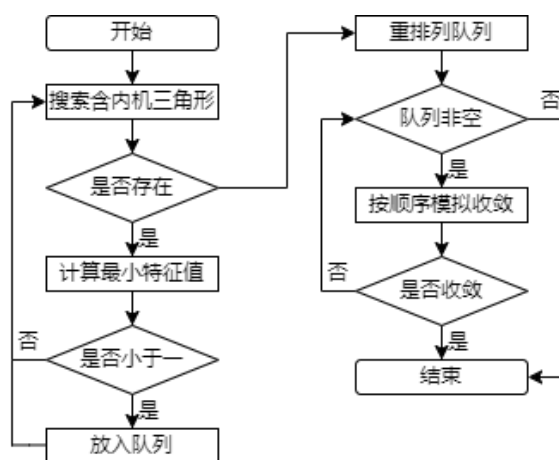 开始
搜索含内机三角形
是否存在
是
计算最小特征值
否
是否小于一
是
放入队列
重排列队列
否
队列非空
是
按顺序模拟收敛
否
是否收敛
是
结束